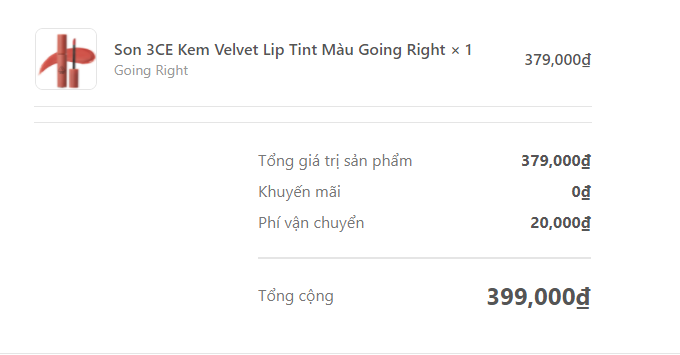 Son 3CE Kem Velvet Lip Tint Màu Going Right × 1
379,000₫
Going Right
Tổng giá trị sản phẩm 379,000₫
Khuyến mãi 0₫
Phí vận chuyển 20,000₫
Tổng cộng 399,000₫